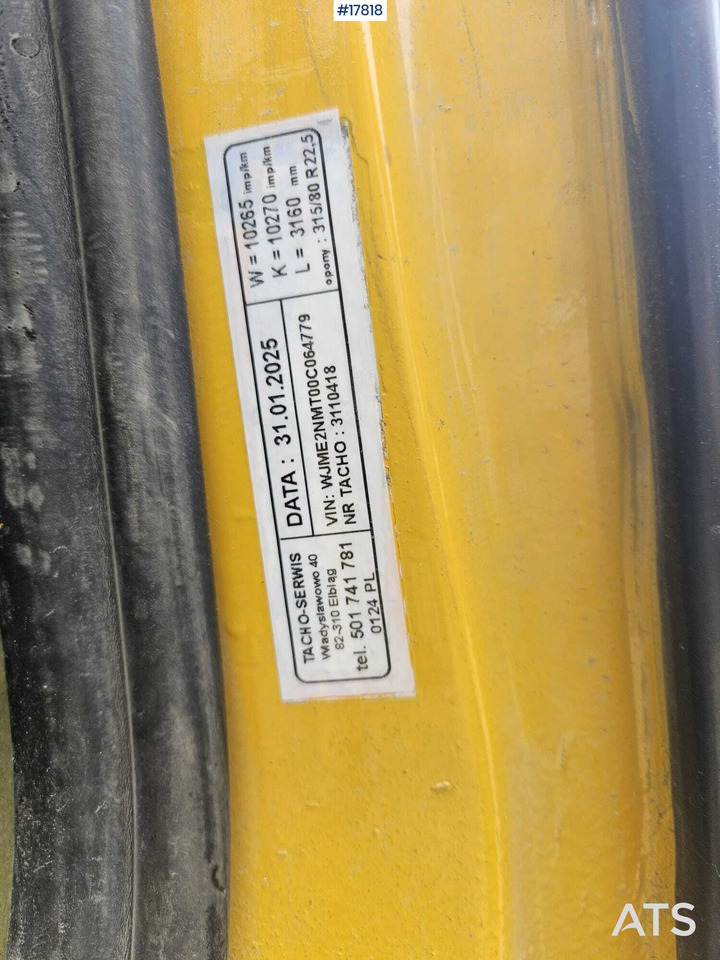 #17818
TACHO-SERWIS
Władysławowo 40
82-310 Elbląg
tel. 501 741 781
0124 PL
DATA : 31.01.2025
VIN: WJME2NMT00C064779
NR TACHO : 3110418
W = 10265 imp/km
K = 10270 imp/km
L = 3160 mm
opony : 315/80 R22,5
ATS